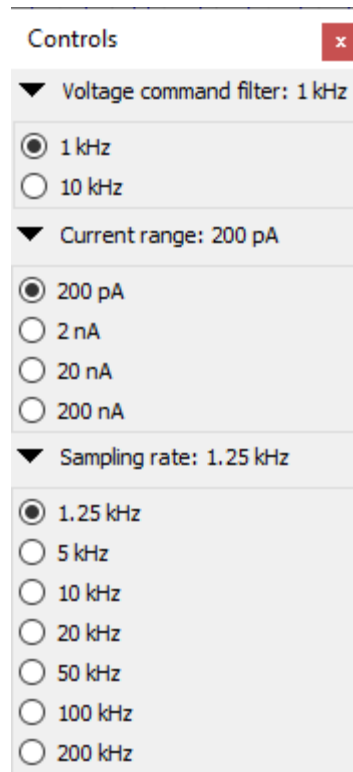 Controls
x
Voltage command filter: 1 kHz
1 kHz
10 kHz
Current range: 200 pA
200 pA
2 nA
20 nA
200 nA
Sampling rate: 1.25 kHz
1.25 kHz
5 kHz
10 kHz
20 kHz
50 kHz
100 kHz
200 kHz